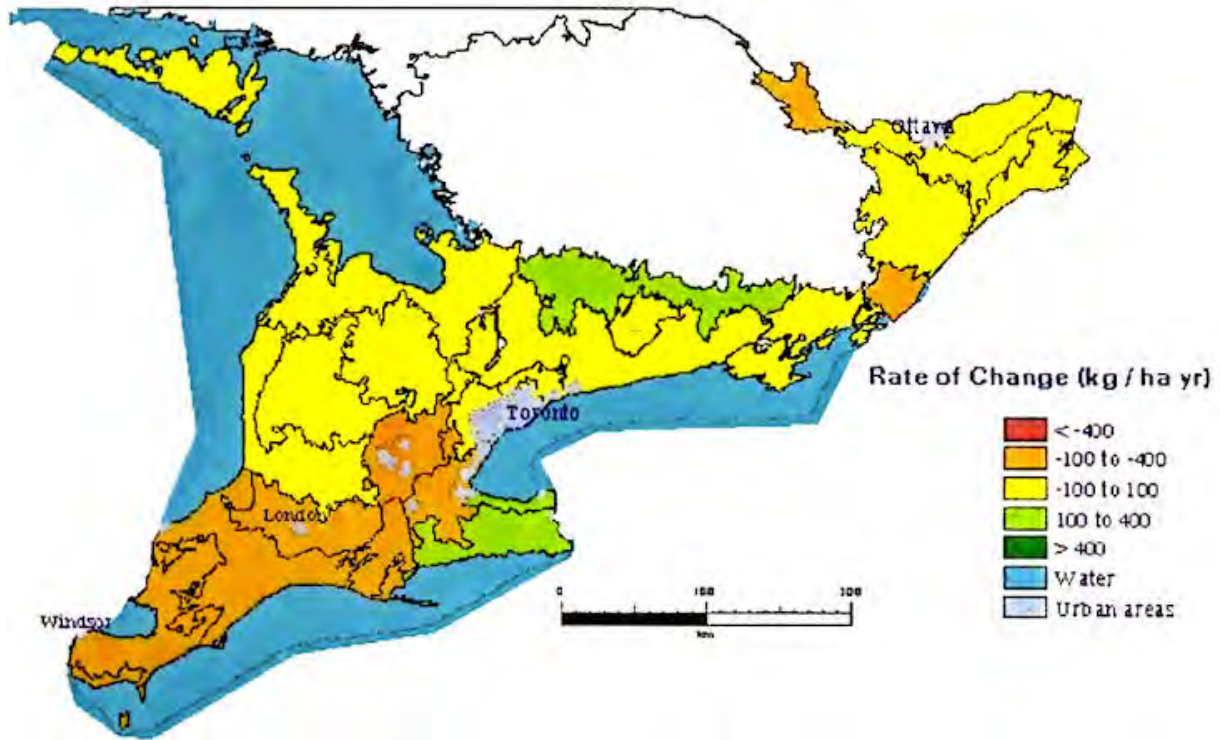 Ottawa
Toronto
London
Windsor
Rate of Change (kg / ha yr)
< -400
-100 to -400
-100 to 100
100 to 400
> 400
Water
Urban areas
0 100
km